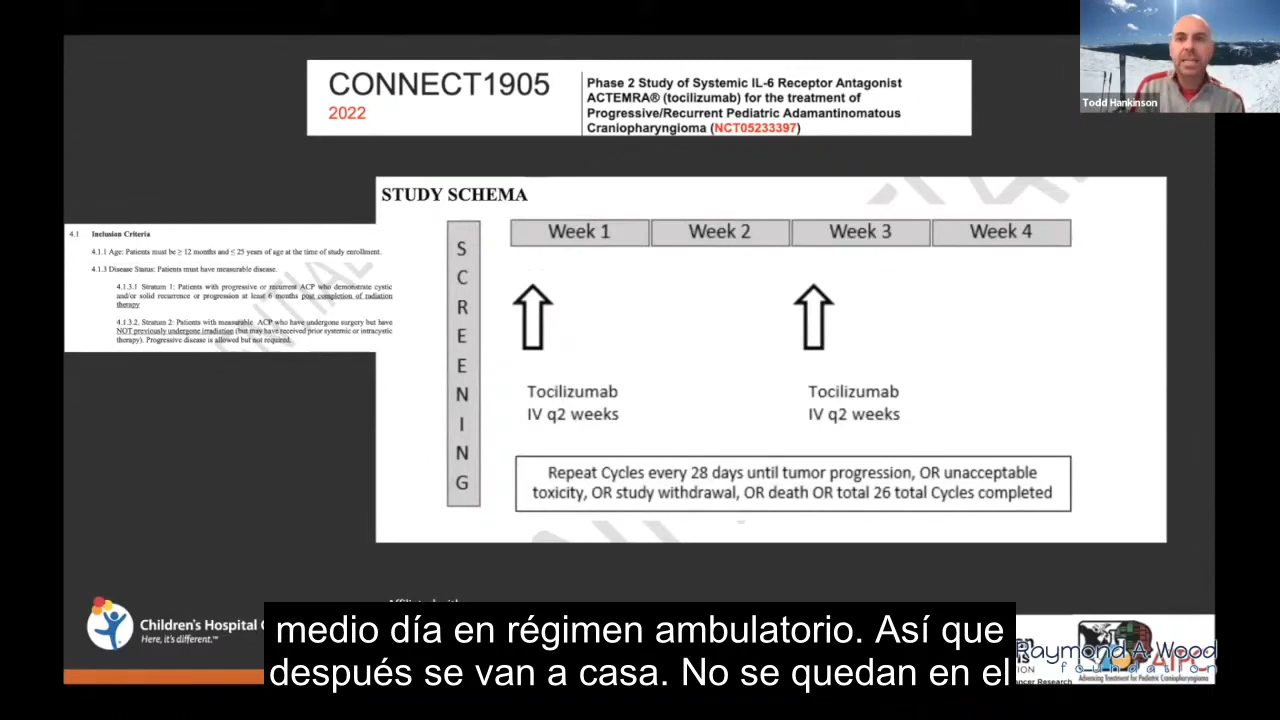 CONNECT1905
2022
Phase 2 Study of Systemic IL-6 Receptor Antagonist
ACTEMRA® (tocilizumab) for the treatment of
Progressive/Recurrent Pediatric Adamantinomatous
Craniopharyngioma (NCT05233397)
Todd Hankinson
4.1 Inclusion Criteria
4.1.1 Age: Patients must be ≥ 12 months and ≤ 25 years of age at the time of study enrollment.
4.1.3 Disease Status: Patients must have measurable disease.
4.1.3.1 Stratum 1: Patients with progressive or recurrent ACP who demonstrate cystic
and/or solid recurrence or progression at least 6 months post completion of radiation
therapy
4.1.3.2. Stratum 2: Patients with measurable ACP who have undergone surgery but have
NOT previously undergone irradiation (but may have received prior systemic or intracystic
therapy). Progressive disease is allowed but not required.
STUDY SCHEMA
SCREENING
Week 1 Week 2 Week 3 Week 4
Tocilizumab Tocilizumab
IV q2 weeks IV q2 weeks
Repeat Cycles every 28 days until tumor progression, OR unacceptable
toxicity, OR study withdrawal, OR death OR total 26 total Cycles completed
Children's Hospital
Here, it's different.™
medio día en régimen ambulatorio. Así que
después se van a casa. No se quedan en el
Raymond A Wood
foundation
Advancing Treatment for Pediatric Craniopharyngioma